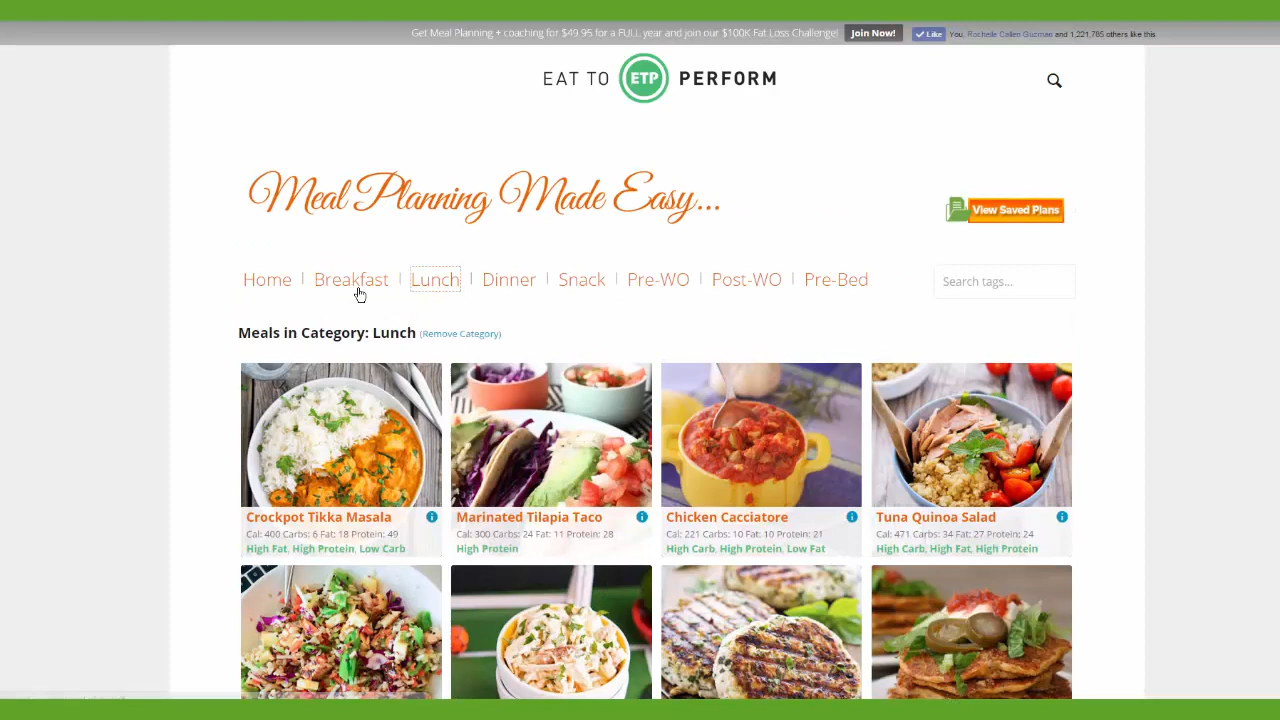 Get Meal Planning + coaching for $49.95 for a FULL year and join our $100K Fat Loss Challenge! Join Now! Like You, Rochelle Callen Guzman and 1,221,785 others like this
EAT TO ETP PERFORM
Meal Planning Made Easy...
View Saved Plans
Home | Breakfast | Lunch | Dinner | Snack | Pre-WO | Post-WO | Pre-Bed
Search tags...
Meals in Category: Lunch (Remove Category)
Crockpot Tikka Masala
Cal: 400 Carbs: 6 Fat: 18 Protein: 49
High Fat, High Protein, Low Carb
Marinated Tilapia Taco
Cal: 300 Carbs: 24 Fat: 11 Protein: 28
High Protein
Chicken Cacciatore
Cal: 221 Carbs: 10 Fat: 10 Protein: 21
High Carb, High Protein, Low Fat
Tuna Quinoa Salad
Cal: 471 Carbs: 34 Fat: 27 Protein: 24
High Carb, High Fat, High Protein